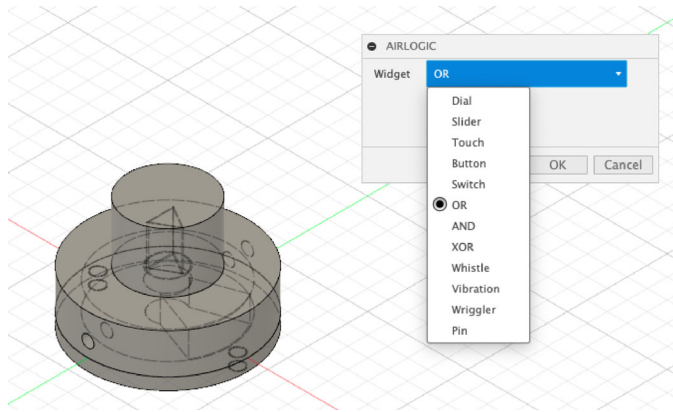 AIRLOGIC
Widget OR
Dial
Slider
Touch
Button
Switch
OK Cancel
OR
AND
XOR
Whistle
Vibration
Wriggler
Pin